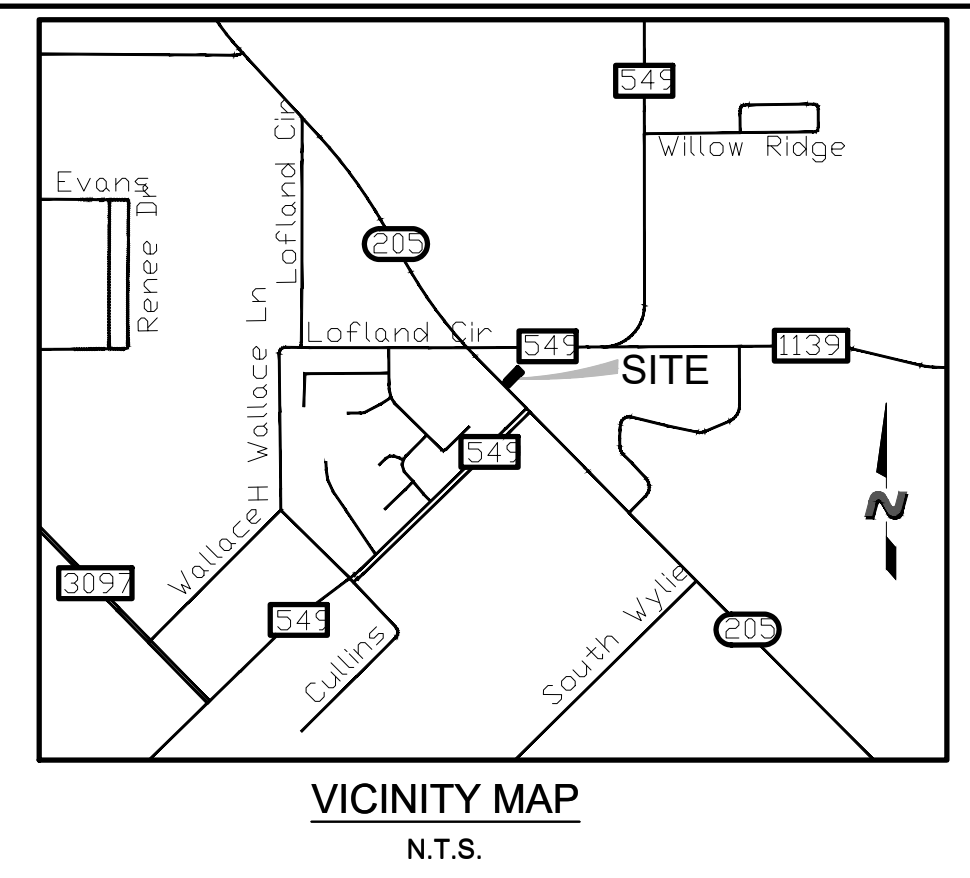 549
Willow Ridge
Lofland Cir
Evans
Renee Dr
205
H Wallace Ln
Lofland Cir
549
1139
SITE
549
N
Wallace
3097
549
Cullins
South Wylie
205
VICINITY MAP
N.T.S.